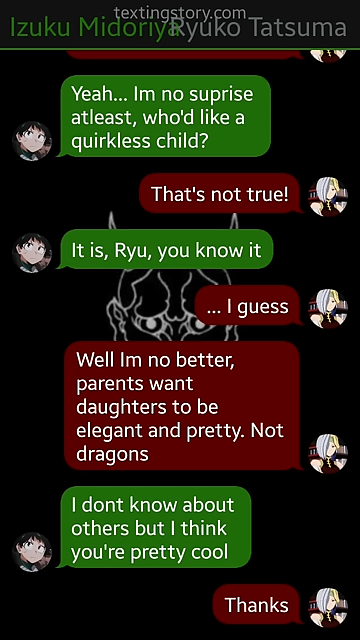 textingstory.com
Izuku Midoriya Ryuko Tatsuma
Yeah... Im no suprise
atleast, who'd like a
quirkless child?
That's not true!
It is, Ryu, you know it
... I guess
Well Im no better,
parents want
daughters to be
elegant and pretty. Not
dragons
I dont know about
others but I think
you're pretty cool
Thanks